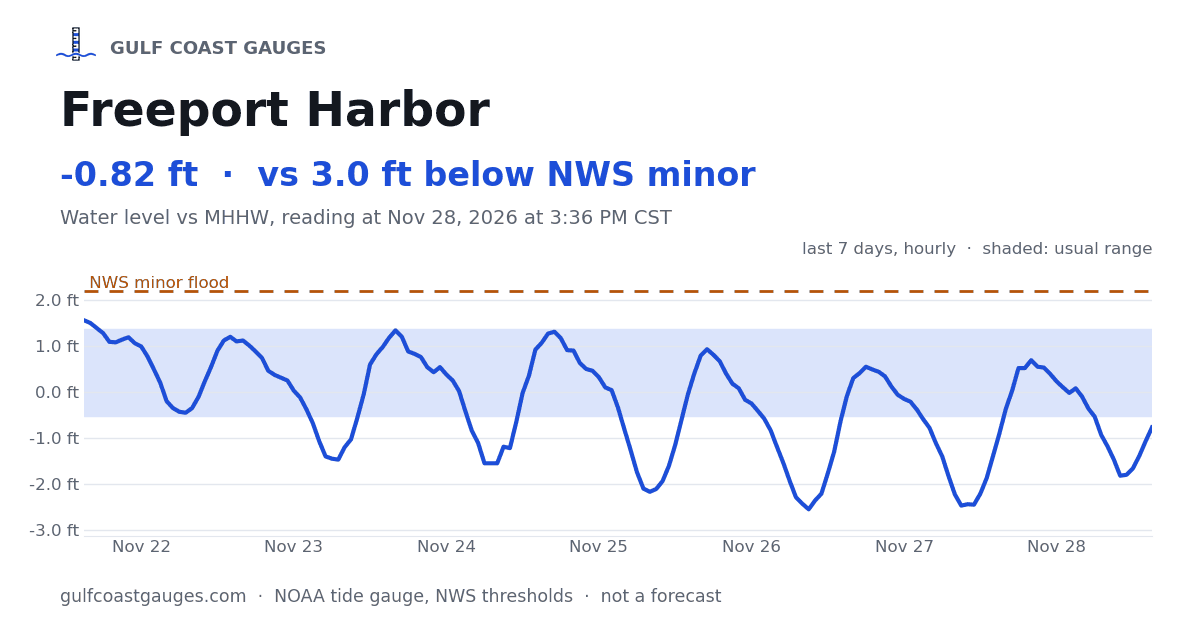 GULF COAST GAUGES
Freeport Harbor
-0.82 ft · vs 3.0 ft below NWS minor
Water level vs MHHW, reading at Nov 28, 2026 at 3:36 PM CST
last 7 days, hourly · shaded: usual range
NWS minor flood
2.0 ft
1.0 ft
0.0 ft
-1.0 ft
-2.0 ft
-3.0 ft
Nov 22 Nov 23 Nov 24 Nov 25 Nov 26 Nov 27 Nov 28
gulfcoastgauges.com · NOAA tide gauge, NWS thresholds · not a forecast